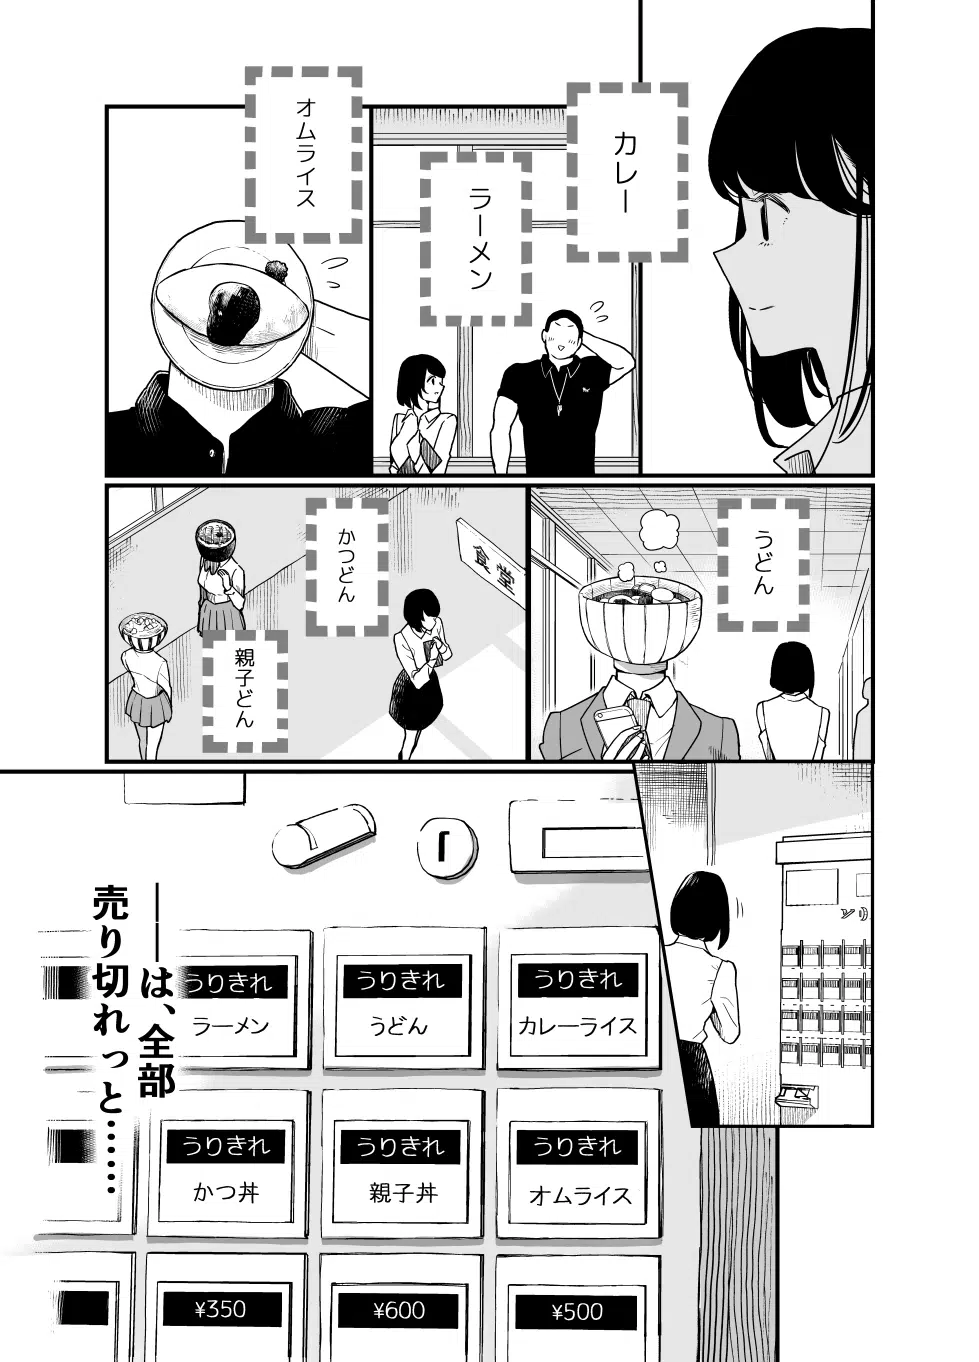 カレー
ラーメン
オムライス
うどん
かつどん
食堂
親子どん
——は、全部
売り切れっと……
うりきれ
カレーライス
うりきれ
うどん
うりきれ
ラーメン
うりきれ
オムライス
うりきれ
親子丼
うりきれ
かつ丼
¥500
¥600
¥350